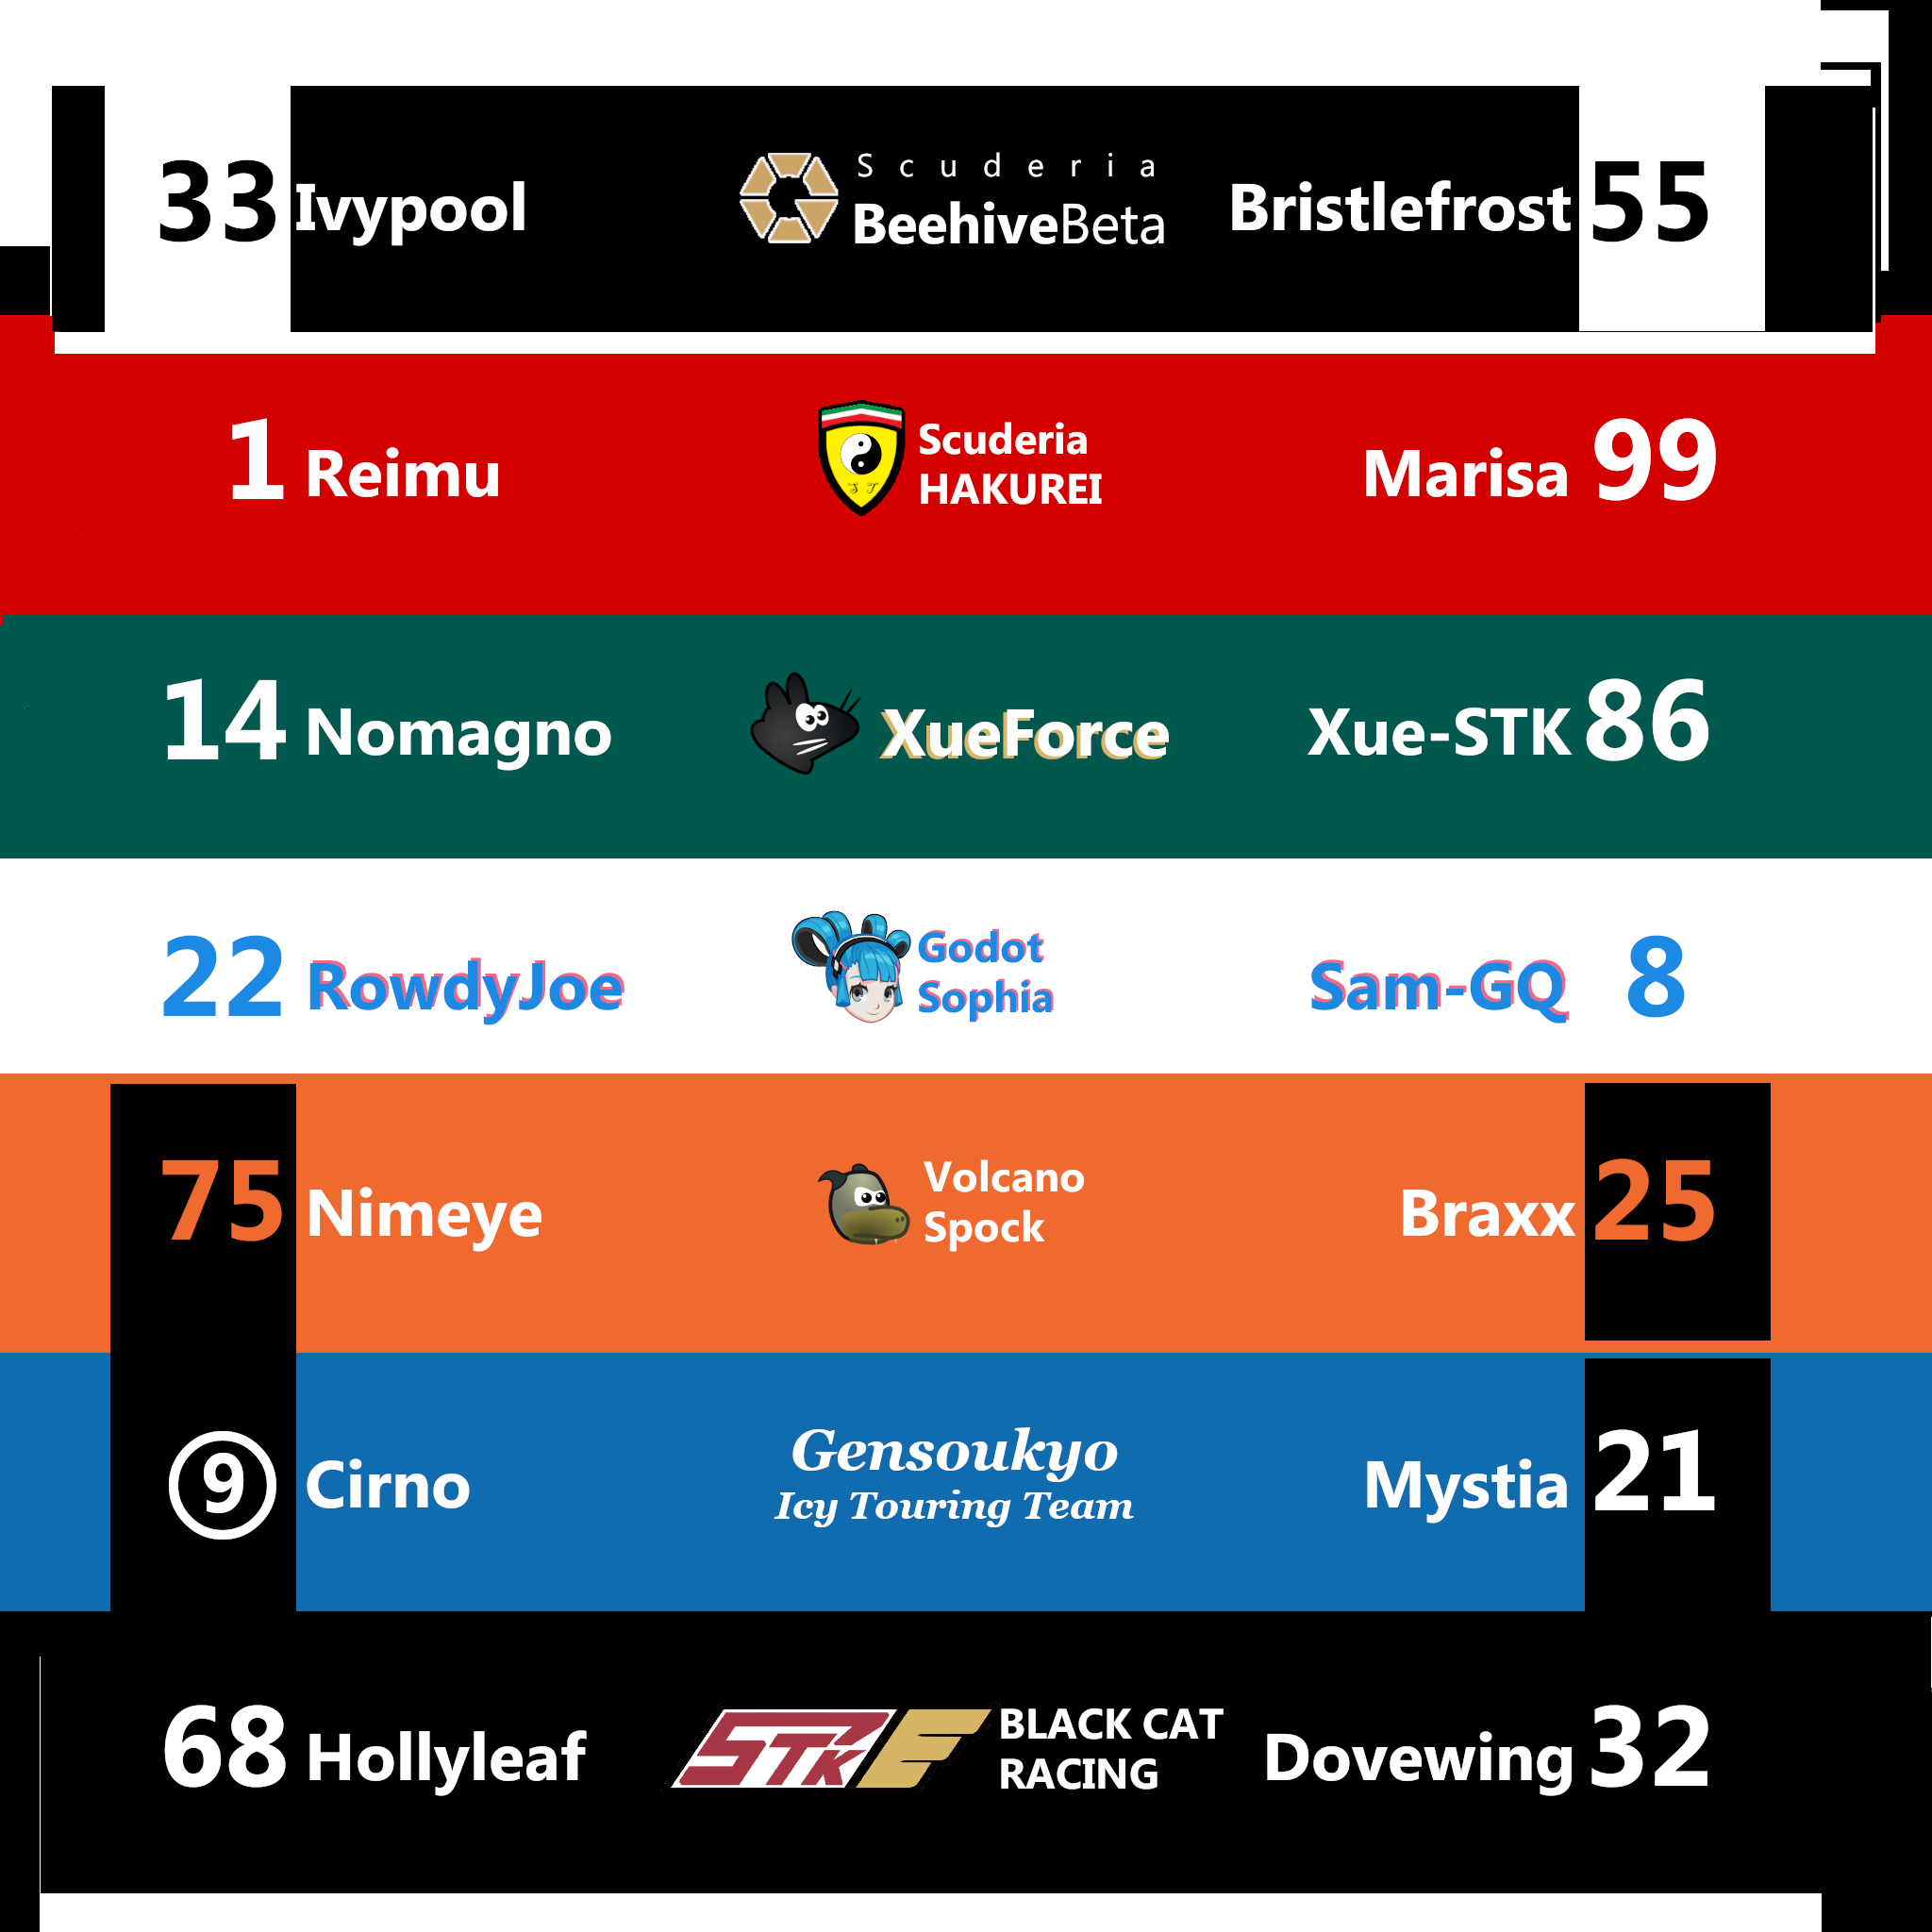 33 Ivypool Scuderia BeehiveBeta Bristlefrost 55
1 Reimu S T Scuderia HAKUREI Marisa 99
14 Nomagno XueForce Xue-STK 86
22 RowdyJoe Godot Sophia Sam-GQ 8
75 Nimeye Volcano Spock Braxx 25
9 Cirno Gensoukyo Icy Touring Team Mystia 21
68 Hollyleaf STK E BLACK CAT RACING Dovewing 32